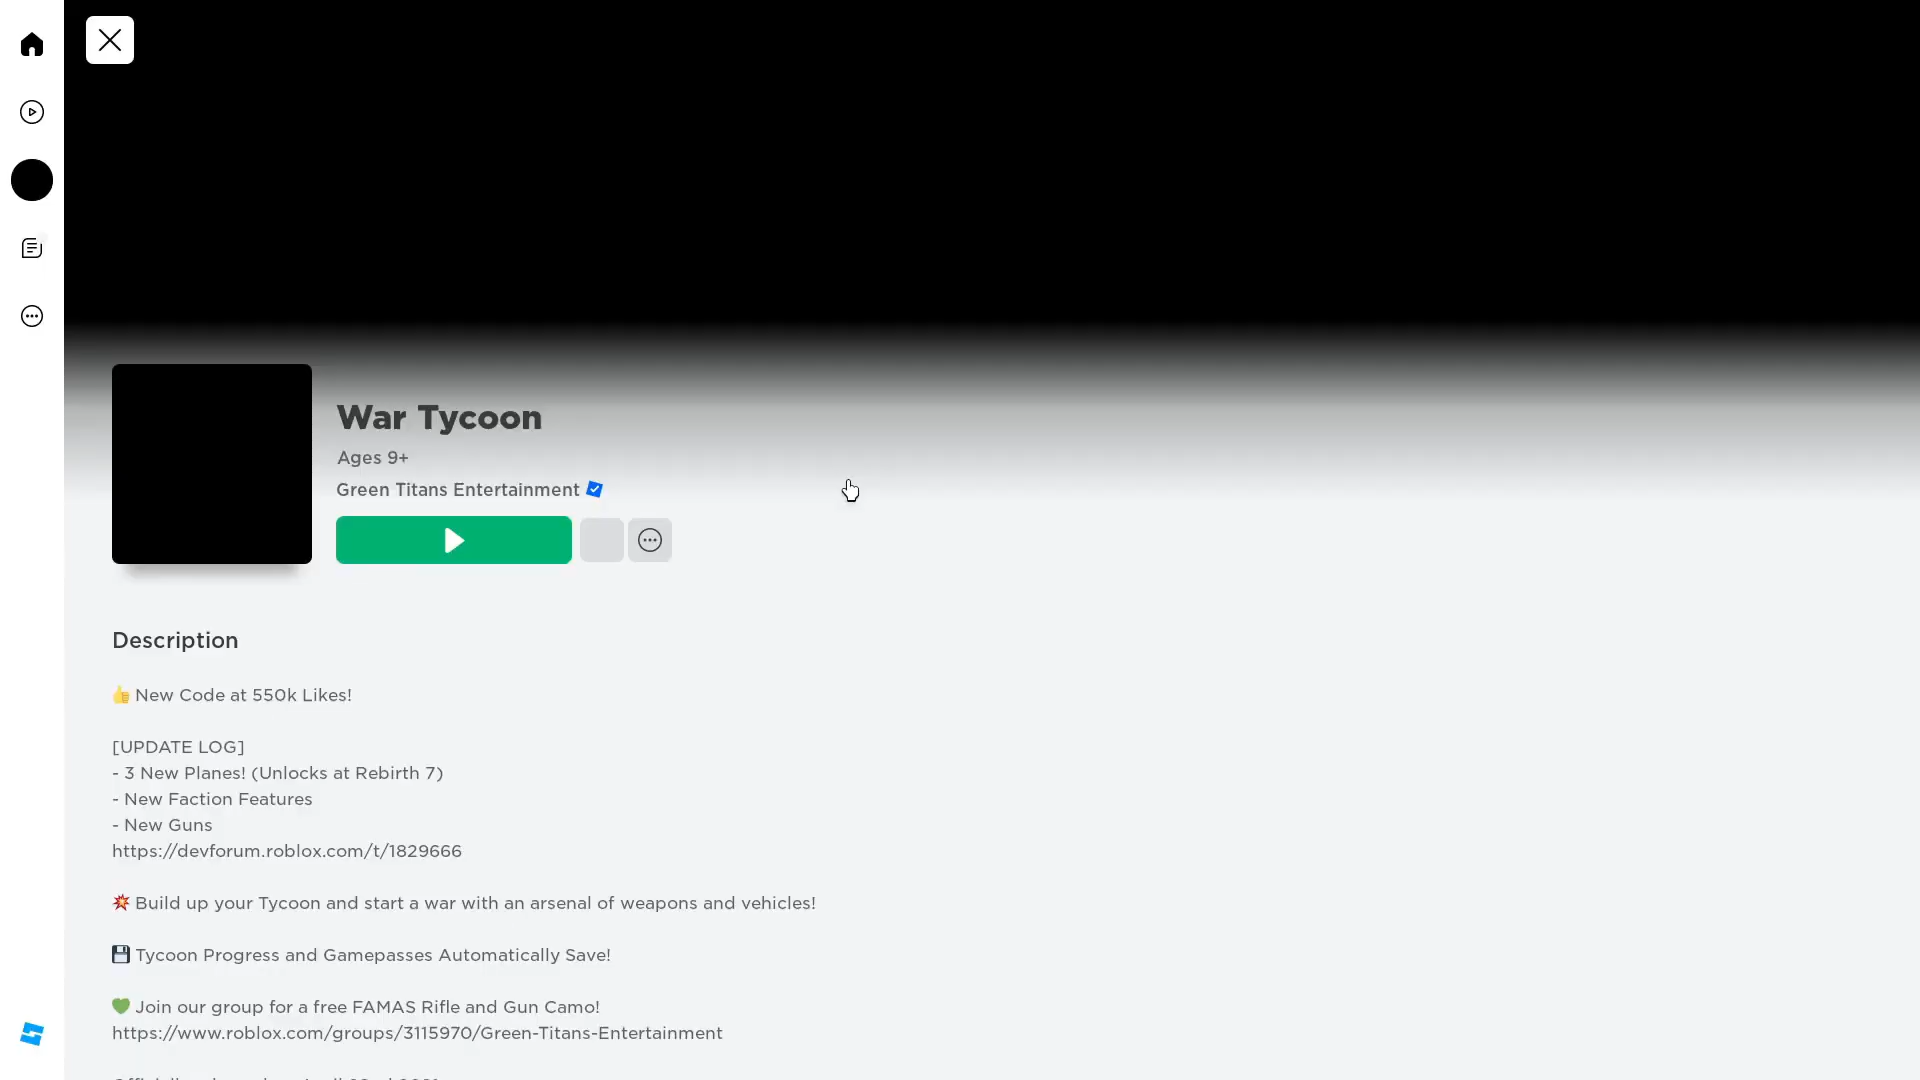 War Tycoon
Ages 9+
Green Titans Entertainment
Description
👍 New Code at 550k Likes!
[UPDATE LOG]
- 3 New Planes! (Unlocks at Rebirth 7)
- New Faction Features
- New Guns
https://devforum.roblox.com/t/1829666
💥 Build up your Tycoon and start a war with an arsenal of weapons and vehicles!
💾 Tycoon Progress and Gamepasses Automatically Save!
💚 Join our group for a free FAMAS Rifle and Gun Camo!
https://www.roblox.com/groups/3115970/Green-Titans-Entertainment